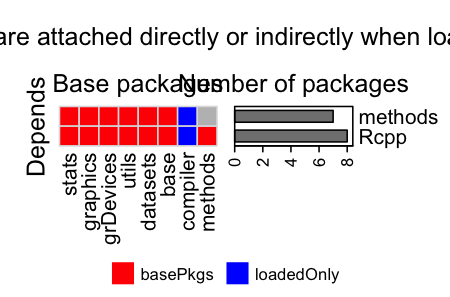 are attached directly or indirectly when loa
Base packages
Number of packages
Depends
methods
Rcpp
0 2 4 6 8
stats
graphics
grDevices
utils
datasets
base
compiler
methods
basePkgs loadedOnly